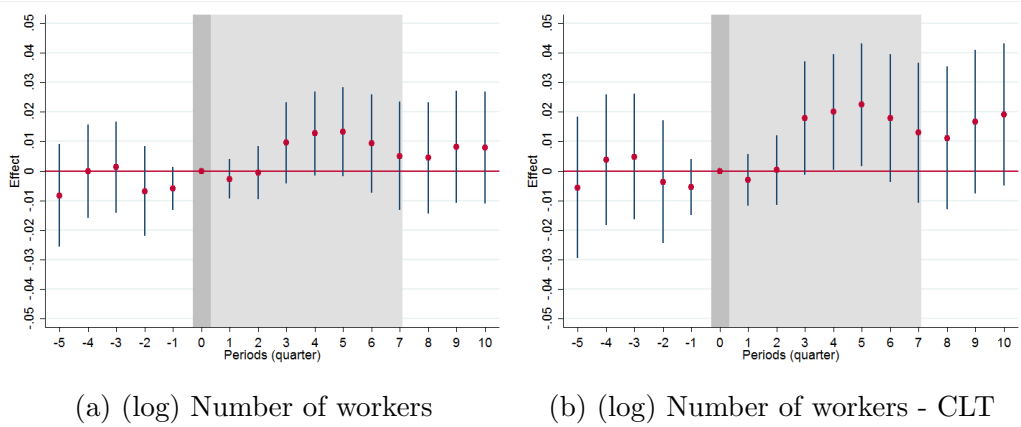 .05
.04
.03
.02
.01
0
-.01
-.02
-.03
-.04
-.05
Effect
-5 -4 -3 -2 -1 0 1 2 3 4 5 6 7 8 9 10
Periods (quarter)
(a) (log) Number of workers
.05
.04
.03
.02
.01
0
-.01
-.02
-.03
-.04
-.05
Effect
-5 -4 -3 -2 -1 0 1 2 3 4 5 6 7 8 9 10
Periods (quarter)
(b) (log) Number of workers - CLT